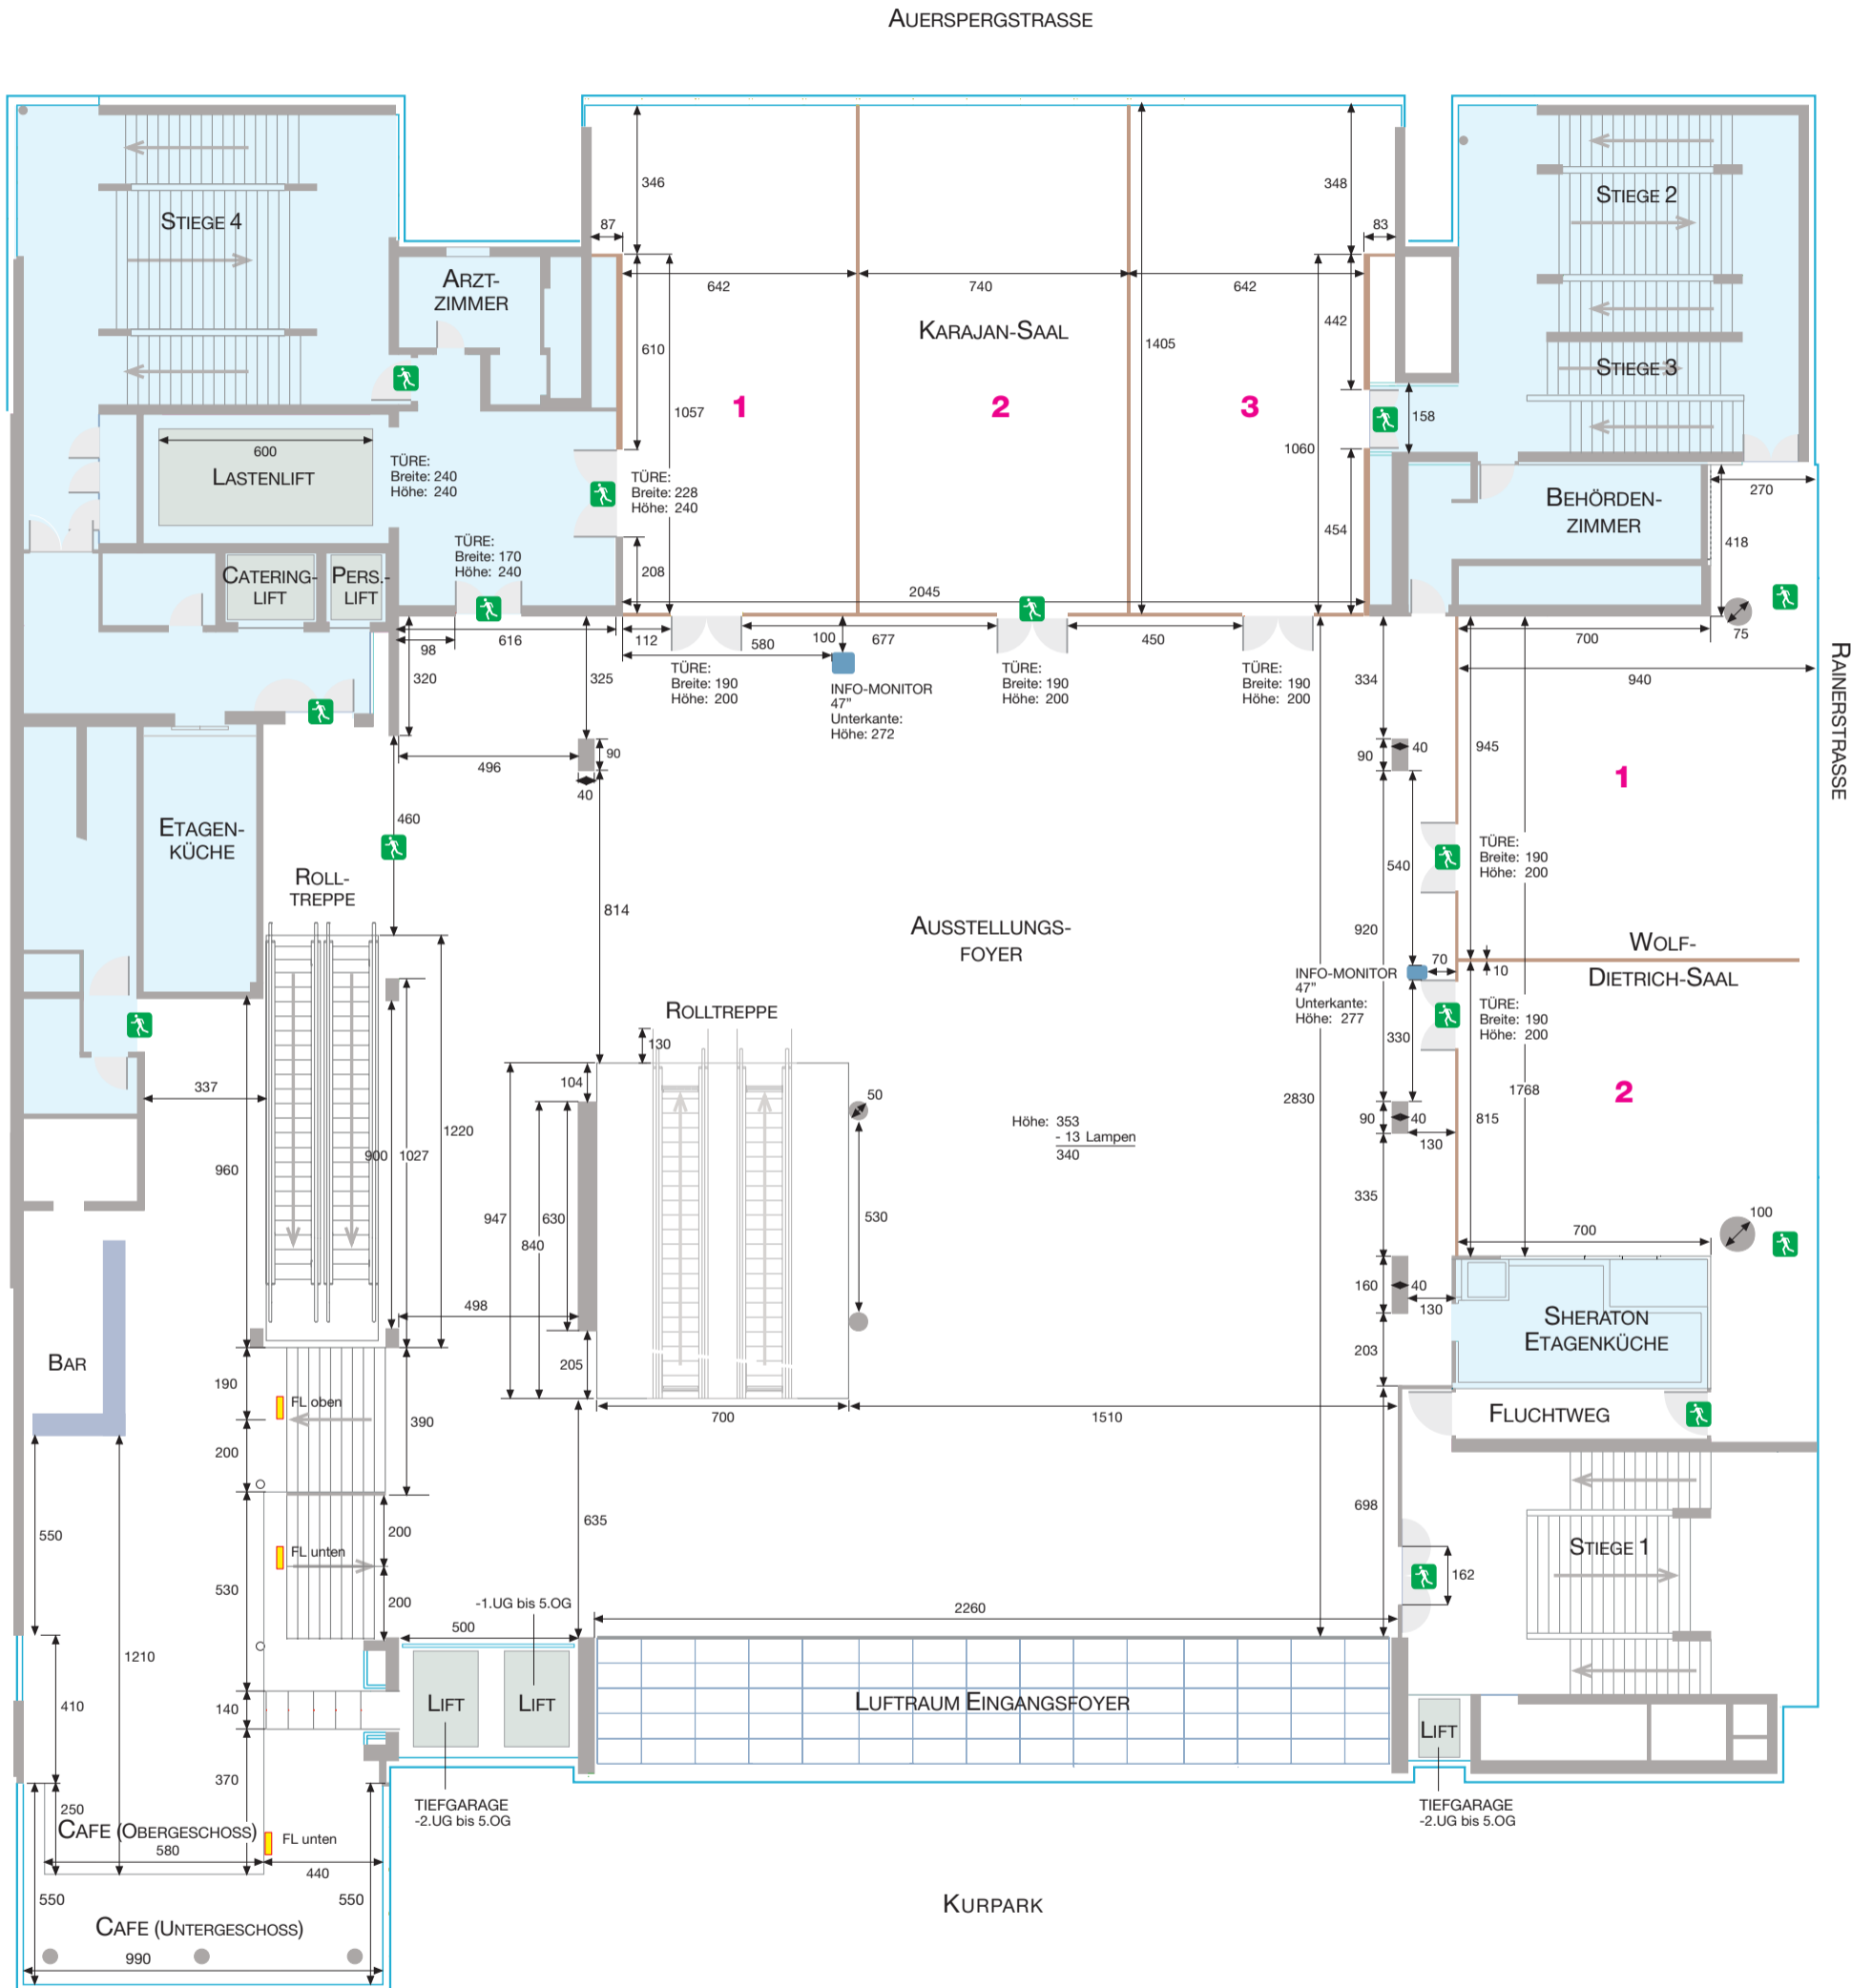 AUERSPERGSTRASSE
346
348
87
83
STIEGE 4
STIEGE 2
ARZT-
ZIMMER
642
740
642
KARAJAN-SAAL
442
610
1405
STIEGE 3
1
2
3
1057
158
1060
600
LASTENLIFT
TÜRE:
Breite: 240
Höhe: 240
TÜRE:
Breite: 228
Höhe: 240
BEHÖRDEN-
ZIMMER
270
454
418
TÜRE:
Breite: 170
Höhe: 240
208
CATERING-
LIFT
PERS.-
LIFT
2045
98
616
112
580
100
677
450
700
75
320
325
334
940
TÜRE:
Breite: 190
Höhe: 200
INFO-MONITOR
47"
Unterkante:
Höhe: 272
TÜRE:
Breite: 190
Höhe: 200
TÜRE:
Breite: 190
Höhe: 200
RAINERSTRASSE
496
90
40
90
40
945
1
460
ETAGEN-
KÜCHE
540
TÜRE:
Breite: 190
Höhe: 200
ROLL-
TREPPE
814
AUSSTELLUNGS-
FOYER
920
WOLF-
DIETRICH-SAAL
70
10
INFO-MONITOR
47"
Unterkante:
Höhe: 277
TÜRE:
Breite: 190
Höhe: 200
ROLLTREPPE
130
330
337
104
50
2830
1768
2
Höhe: 353
- 13 Lampen
340
90
40
815
130
1220
900
1027
960
947
630
840
530
335
100
700
498
160
40
130
SHERATON
ETAGENKÜCHE
BAR
205
203
190
FL oben
390
700
1510
FLUCHTWEG
200
550
200
635
698
FL unten
STIEGE 1
530
200
162
-1.UG bis 5.OG
500
2260
1210
410
140
LIFT
LIFT
LUFTRAUM EINGANGSFOYER
LIFT
370
250
TIEFGARAGE
-2.UG bis 5.OG
TIEFGARAGE
-2.UG bis 5.OG
CAFE (OBERGESCHOSS)
FL unten
580
440
550
550
KURPARK
CAFE (UNTERGESCHOSS)
990